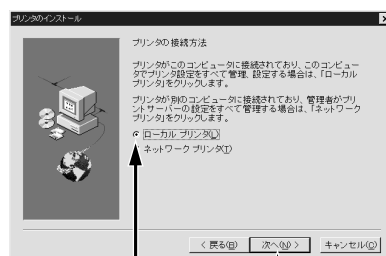 プリンタのインストール
プリンタの接続方法
プリンタがこのコンピュータに接続されており、このコンピュー
タでプリンタ設定をすべて管理、設定する場合は、「ローカル
プリンタ」をクリックします。
プリンタが別のコンピュータに接続されており、管理者がプリ
ントサーバーの設定をすべて管理する場合は、「ネットワーク
プリンタ」をクリックします。
ローカル プリンタ(L)
ネットワーク プリンタ(T)
< 戻る(B)
次へ(N) >
キャンセル(C)